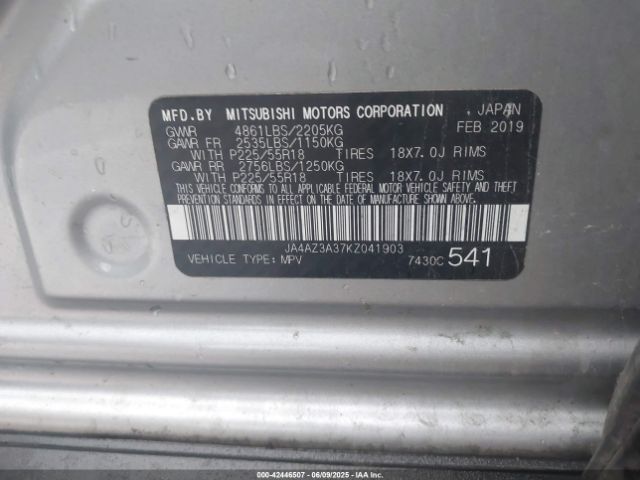 MFD.BY MITSUBISHI MOTORS CORPORATION , JAPAN
GVWR 4861LBS/2205KG FEB 2019
GAWR FR 2535LBS/1150KG
WITH P225/55R18 TIRES 18X7.0J RIMS
GAWR RR 2756LBS/1250KG
WITH P225/55R18 TIRES 18X7.0J RIMS
THIS VEHICLE CONFORMS TO ALL APPLICABLE FEDERAL MOTOR VEHICLE SAFETY AND THEFT
PREVENTION STANDARDS IN EFFECT ON THE DATE OF MANUFACTURE SHOWN ABOVE.
JA4AZ3A37KZ041903
VEHICLE TYPE: MPV 7430C 541
000-42446507 - 06/09/2025 - IAAI.com